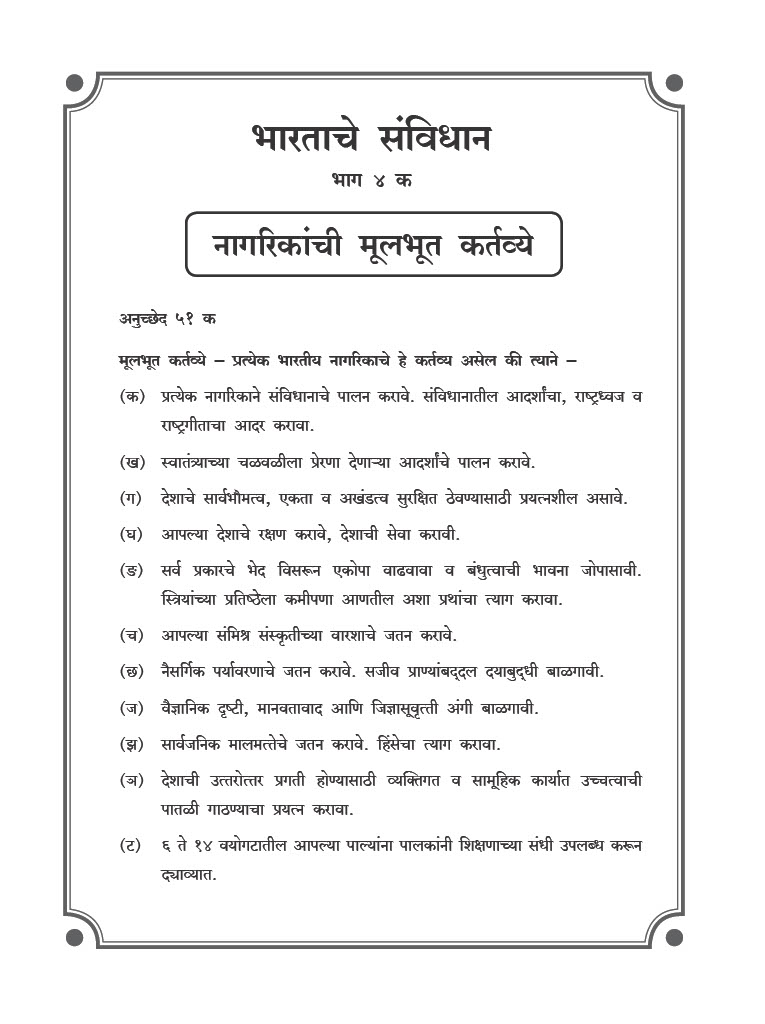 भारताचे संविधान
भाग ४ क
नागरिकांची मूलभूत कर्तव्ये
अनुच्छेद ५१ क
मूलभूत कर्तव्ये – प्रत्येक भारतीय नागरिकाचे हे कर्तव्य असेल की त्याने –
(क) प्रत्येक नागरिकाने संविधानाचे पालन करावे. संविधानातील आदर्शांचा, राष्ट्रध्वज व
राष्ट्रगीताचा आदर करावा.
(ख) स्वातंत्र्याच्या चळवळीला प्रेरणा देणाऱ्या आदर्शांचे पालन करावे.
(ग) देशाचे सार्वभौमत्व, एकता व अखंडत्व सुरक्षित ठेवण्यासाठी प्रयत्नशील असावे.
(घ) आपल्या देशाचे रक्षण करावे, देशाची सेवा करावी.
(ङ) सर्व प्रकारचे भेद विसरून एकोपा वाढवावा व बंधुत्वाची भावना जोपासावी.
स्त्रियांच्या प्रतिष्ठेला कमीपणा आणतील अशा प्रथांचा त्याग करावा.
(च) आपल्या संमिश्र संस्कृतीच्या वारशाचे जतन करावे.
(छ) नैसर्गिक पर्यावरणाचे जतन करावे. सजीव प्राण्यांबद्दल दयाबुद्धी बाळगावी.
(ज) वैज्ञानिक दृष्टी, मानवतावाद आणि जिज्ञासूवृत्ती अंगी बाळगावी.
(झ) सार्वजनिक मालमत्तेचे जतन करावे. हिंसेचा त्याग करावा.
(ञ) देशाची उत्तरोत्तर प्रगती होण्यासाठी व्यक्तिगत व सामूहिक कार्यात उच्चत्वाची
पातळी गाठण्याचा प्रयत्न करावा.
(ट) ६ ते १४ वयोगटातील आपल्या पाल्यांना पालकांनी शिक्षणाच्या संधी उपलब्ध करून
द्याव्यात.